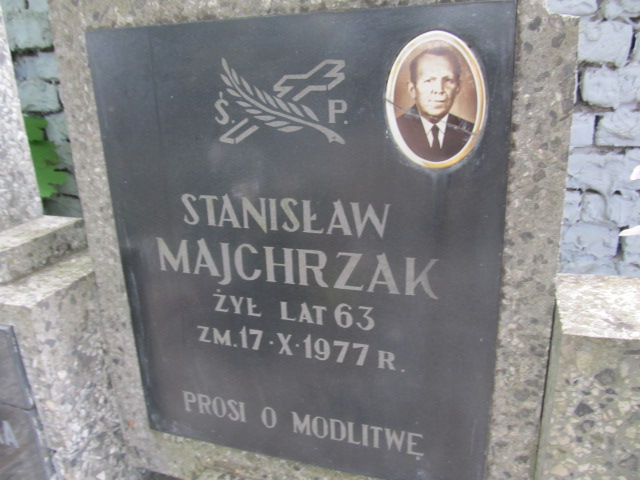 Ś. P.
STANISŁAW
MAJCHRZAK
ŻYŁ LAT 63
ZM. 17·X·1977 R.
PROSI O MODLITWĘ